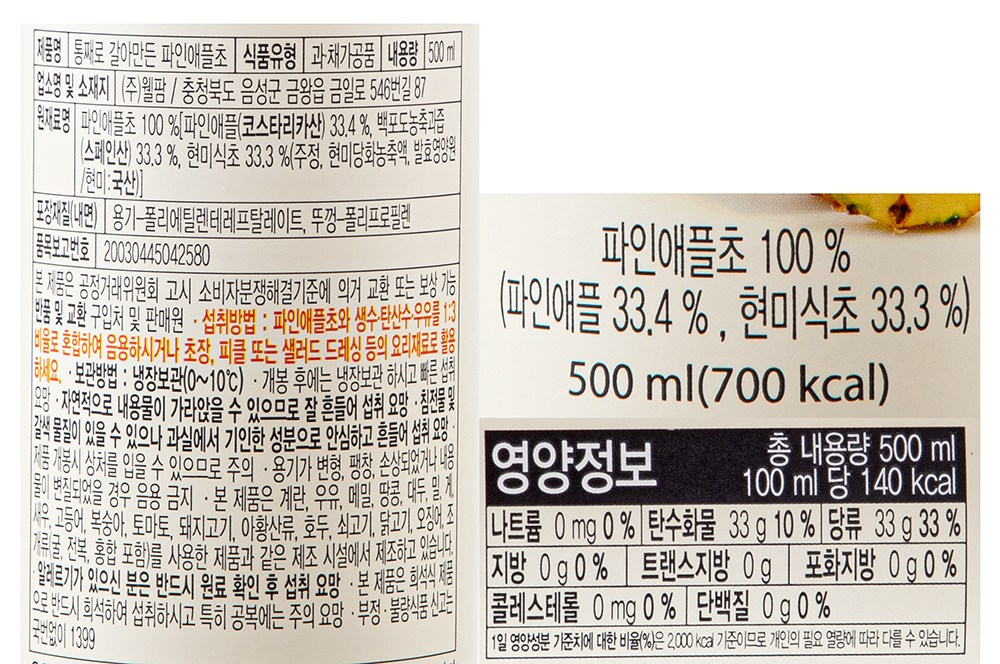 제품명 통째로 갈아만든 파인애플초 식품유형 과·채가공품 내용량 500 ml
업소명 및 소재지 (주)웰팜 / 충청북도 음성군 금왕읍 금일로 546번길 87
원재료명 파인애플초 100 %[파인애플(코스타리카산) 33.4 %, 백포도농축과즙
(스페인산) 33.3 %, 현미식초 33.3 %(주정, 현미당화농축액, 발효영양원
/현미:국산)]
포장재질(내면) 용기-폴리에틸렌테레프탈레이트, 뚜껑-폴리프로필렌
품목보고번호 20030445042580
본 제품은 공정거래위원회 고시 소비자분쟁해결기준에 의거 교환 또는 보상 가능
반품 및 교환 구입처 및 판매원 · 섭취방법 : 파인애플초와 생수·탄산수·우유를 1:3
비율로 혼합하여 음용하시거나 초장, 피클 또는 샐러드 드레싱 등의 요리재료로 활용
하세요. · 보관방법 : 냉장보관(0~10℃) · 개봉 후에는 냉장보관 하시고 빠른 섭취
요망 · 자연적으로 내용물이 가라앉을 수 있으므로 잘 흔들어 섭취 요망 · 침전물 및
갈색 물질이 있을 수 있으나 과실에서 기인한 성분으로 안심하고 흔들어 섭취 요망 ·
제품 개봉시 상처를 입을 수 있으므로 주의 · 용기가 변형, 팽창, 손상되었거나 내용
물이 변질되었을 경우 음용 금지 · 본 제품은 계란, 우유, 메밀, 땅콩, 대두, 밀, 게,
새우, 고등어, 복숭아, 토마토, 돼지고기, 아황산류, 호두, 쇠고기, 닭고기, 오징어, 조
개류(굴, 전복, 홍합 포함)를 사용한 제품과 같은 제조 시설에서 제조하고 있습니다.
· 알레르기가 있으신 분은 반드시 원료 확인 후 섭취 요망 · 본 제품은 희석식 제품
으로 반드시 희석하여 섭취하시고 특히 공복에는 주의 요망 · 부정·불량식품 신고는
국번없이 1399
파인애플초 100 %
(파인애플 33.4 % , 현미식초 33.3 %)
500 ml(700 kcal)
영양정보 총 내용량 500 ml
100 ml 당 140 kcal
나트륨 0 mg 0 % 탄수화물 33 g 10 % 당류 33 g 33 %
지방 0 g 0 % 트랜스지방 0 g 포화지방 0 g 0 %
콜레스테롤 0 mg 0 % 단백질 0 g 0 %
1일 영양성분 기준치에 대한 비율(%)은 2,000 kcal 기준이므로 개인의 필요 열량에 따라 다를 수 있습니다.